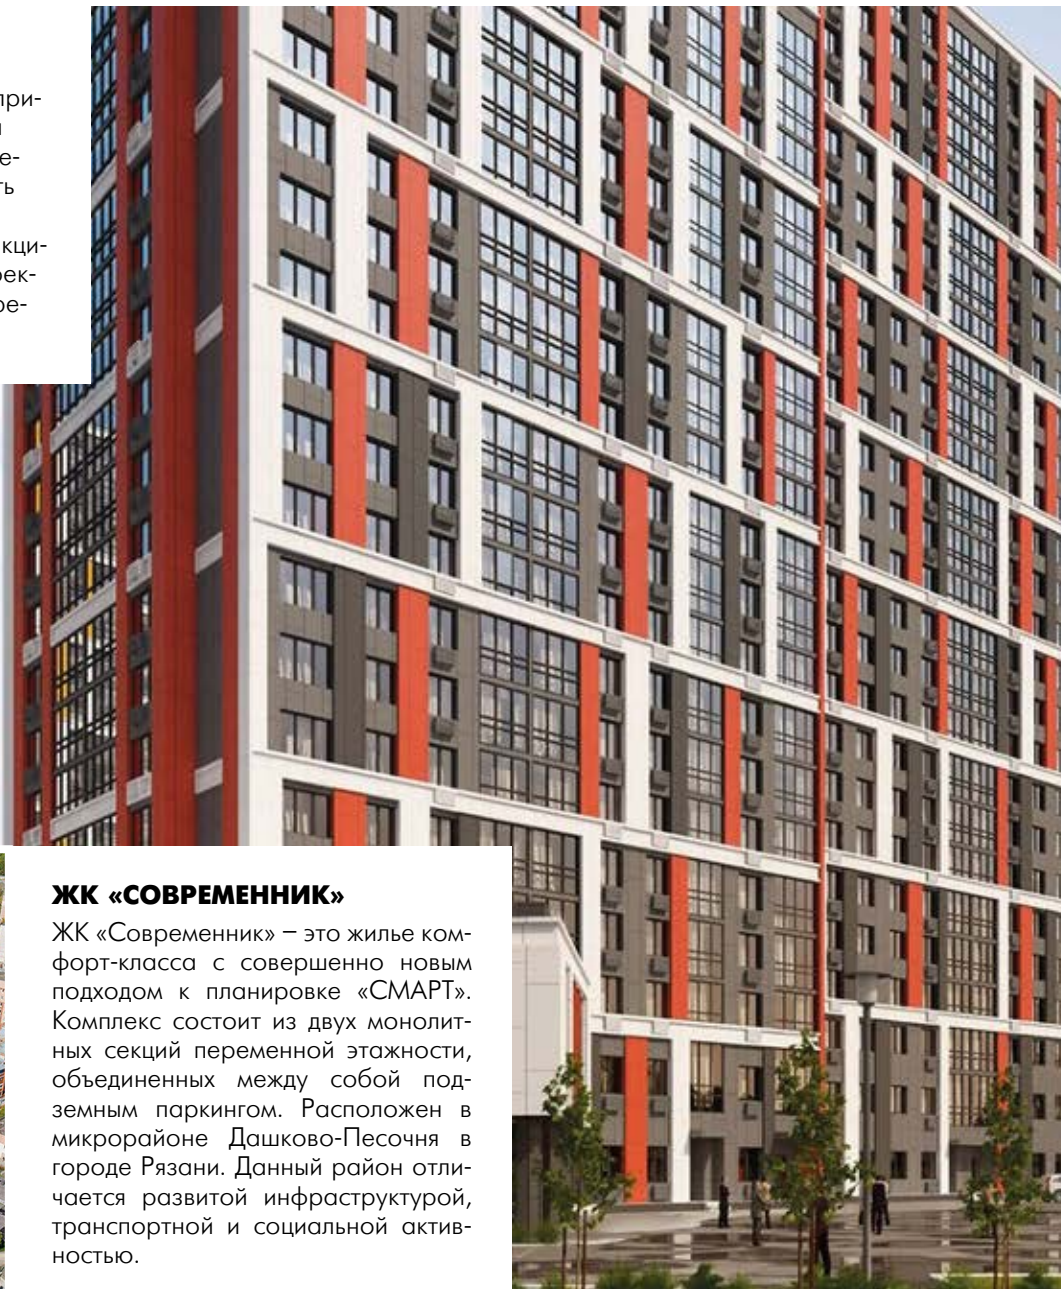 ЖК «СОВРЕМЕННИК»
ЖК «Современник» – это жилье ком-
форт-класса с совершенно новым
подходом к планировке «СМАРТ».
Комплекс состоит из двух монолит-
ных секций переменной этажности,
объединенных между собой под-
земным паркингом. Расположен в
микрорайоне Дашково-Песочня в
городе Рязани. Данный район отли-
чается развитой инфраструктурой,
транспортной и социальной актив-
ностью.